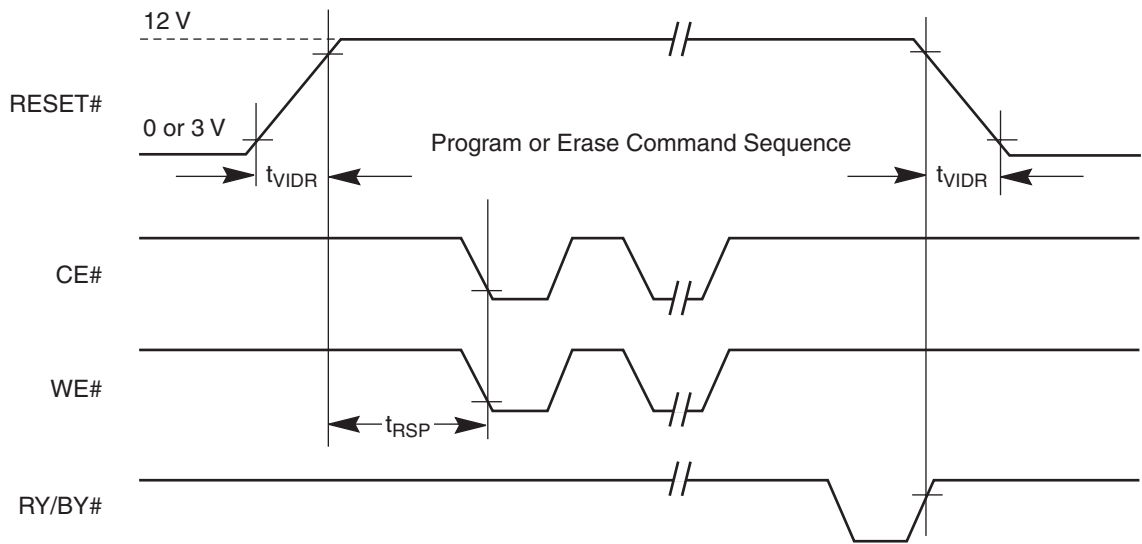 12 V
RESET#
0 or 3 V
Program or Erase Command Sequence
tVIDR
tVIDR
CE#
WE#
tRSP
RY/BY#